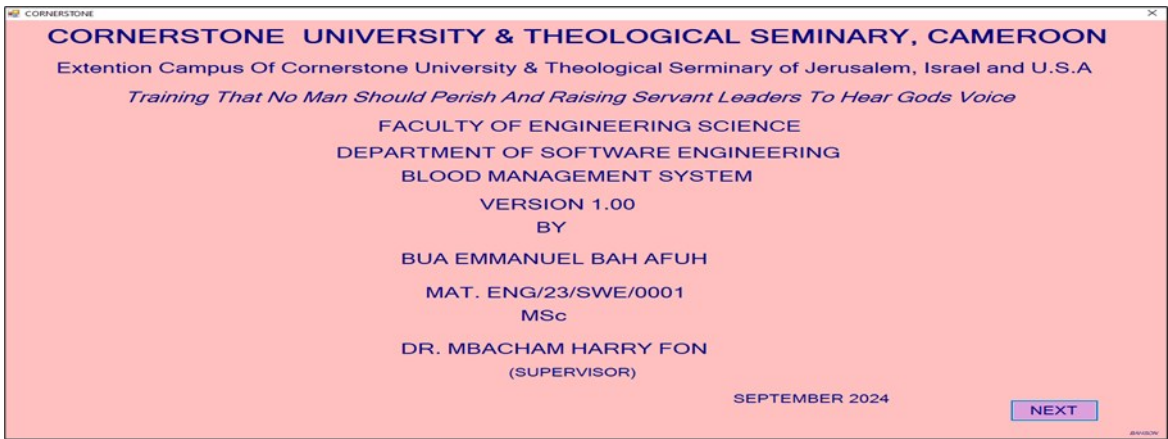 CORNERSTONE
CORNERSTONE UNIVERSITY & THEOLOGICAL SEMINARY, CAMEROON
Extention Campus Of Cornerstone University & Theological Serminary of Jerusalem, Israel and U.S.A
Training That No Man Should Perish And Raising Servant Leaders To Hear Gods Voice
FACULTY OF ENGINEERING SCIENCE
DEPARTMENT OF SOFTWARE ENGINEERING
BLOOD MANAGEMENT SYSTEM
VERSION 1.00
BY
BUA EMMANUEL BAH AFUH
MAT. ENG/23/SWE/0001
MSc
DR. MBACHAM HARRY FON
(SUPERVISOR)
SEPTEMBER 2024
NEXT